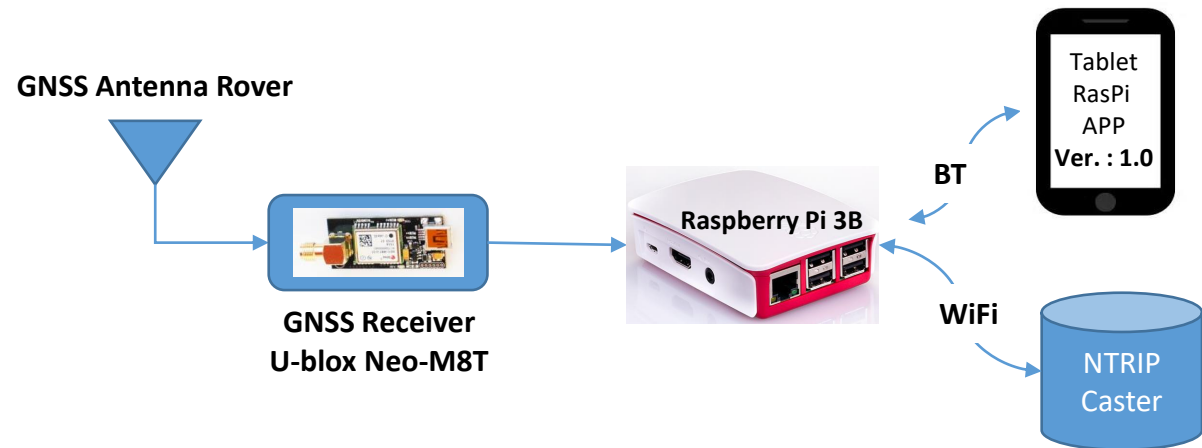 GNSS Antenna Rover
GNSS Receiver
U-blox Neo-M8T
Raspberry Pi 3B
BT
WiFi
Tablet
RasPi
APP
Ver. : 1.0
NTRIP
Caster